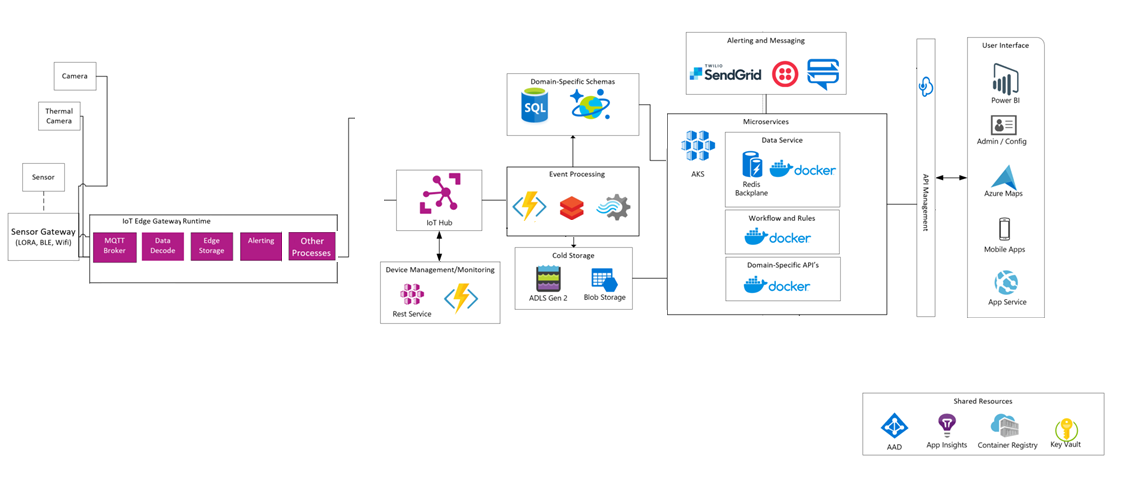 Camera
Thermal
Camera
Sensor
Sensor Gateway
(LORA, BLE, Wifi)
IoT Edge Gateway Runtime
MQTT
Broker
Data
Decode
Edge
Storage
Alerting
Other
Processes
IoT Hub
Device Management/Monitoring
Rest Service
Domain-Specific Schemas
SQL
Event Processing
Cold Storage
ADLS Gen 2
Blob Storage
Alerting and Messaging
TWILIO
SendGrid
Microservices
AKS
Data Service
Redis
Backplane
docker
Workflow and Rules
docker
Domain-Specific API's
docker
API Management
User Interface
Power BI
Admin / Config
Azure Maps
Mobile Apps
App Service
Shared Resources
AAD
App Insights
Container Registry
Key Vault